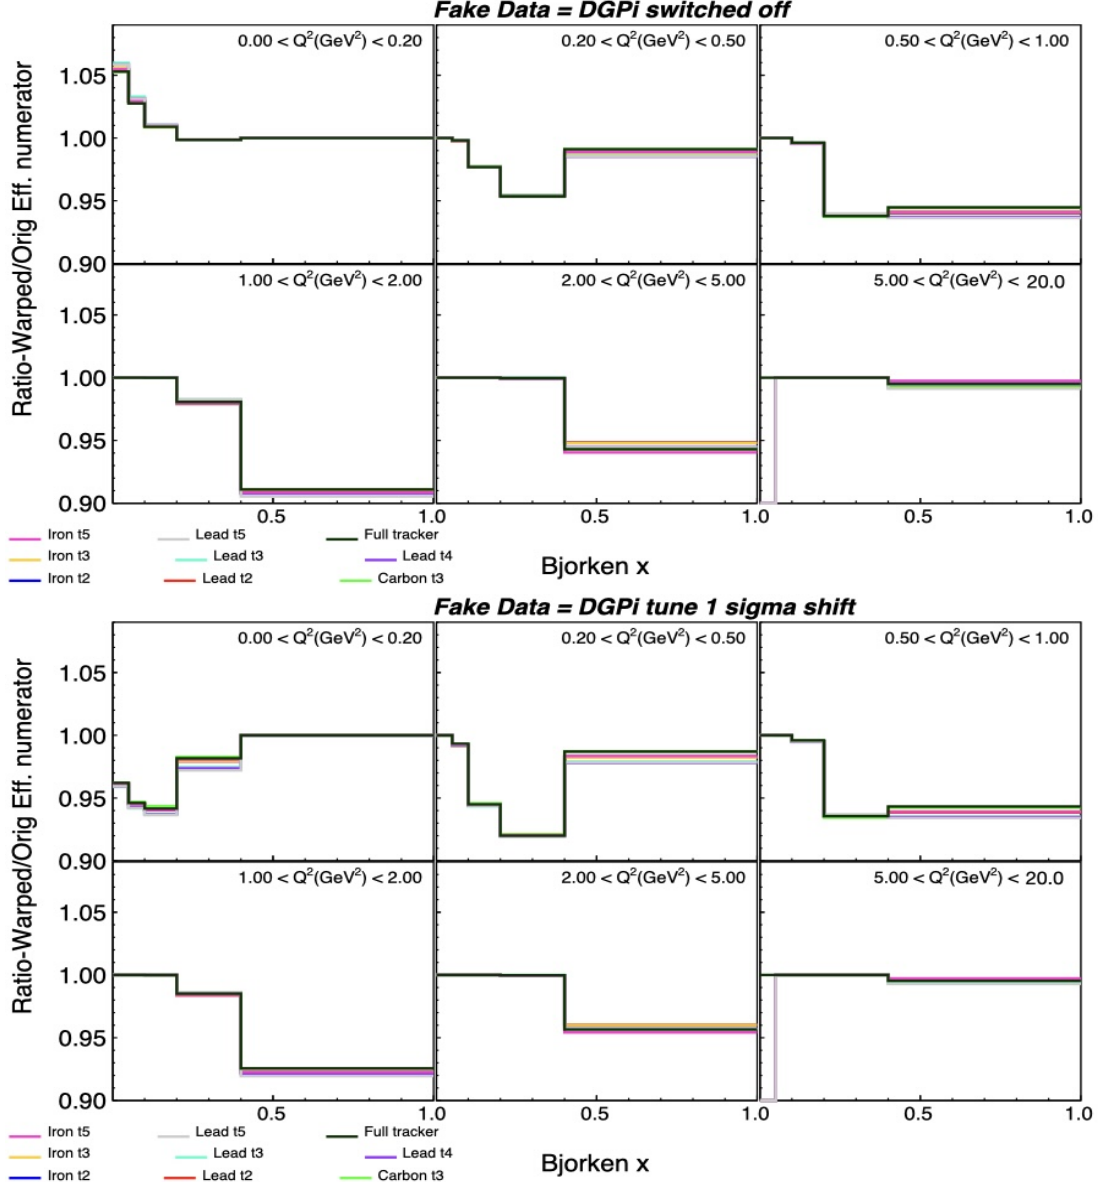 Fake Data = DGPi switched off
Ratio-Warped/Orig Eff. numerator
0.00 < Q²(GeV²) < 0.20
0.20 < Q²(GeV²) < 0.50
0.50 < Q²(GeV²) < 1.00
1.05
1.00
0.95
0.90
1.00 < Q²(GeV²) < 2.00
2.00 < Q²(GeV²) < 5.00
5.00 < Q²(GeV²) < 20.0
1.05
1.00
0.95
0.90
0.5 1.0 0.5 1.0 0.5 1.0
Iron t5 Lead t5 Full tracker
Iron t3 Lead t3 Lead t4
Iron t2 Lead t2 Carbon t3
Bjorken x
Fake Data = DGPi tune 1 sigma shift
Ratio-Warped/Orig Eff. numerator
0.00 < Q²(GeV²) < 0.20
0.20 < Q²(GeV²) < 0.50
0.50 < Q²(GeV²) < 1.00
1.05
1.00
0.95
0.90
1.00 < Q²(GeV²) < 2.00
2.00 < Q²(GeV²) < 5.00
5.00 < Q²(GeV²) < 20.0
1.05
1.00
0.95
0.90
0.5 1.0 0.5 1.0 0.5 1.0
Iron t5 Lead t5 Full tracker
Iron t3 Lead t3 Lead t4
Iron t2 Lead t2 Carbon t3
Bjorken x